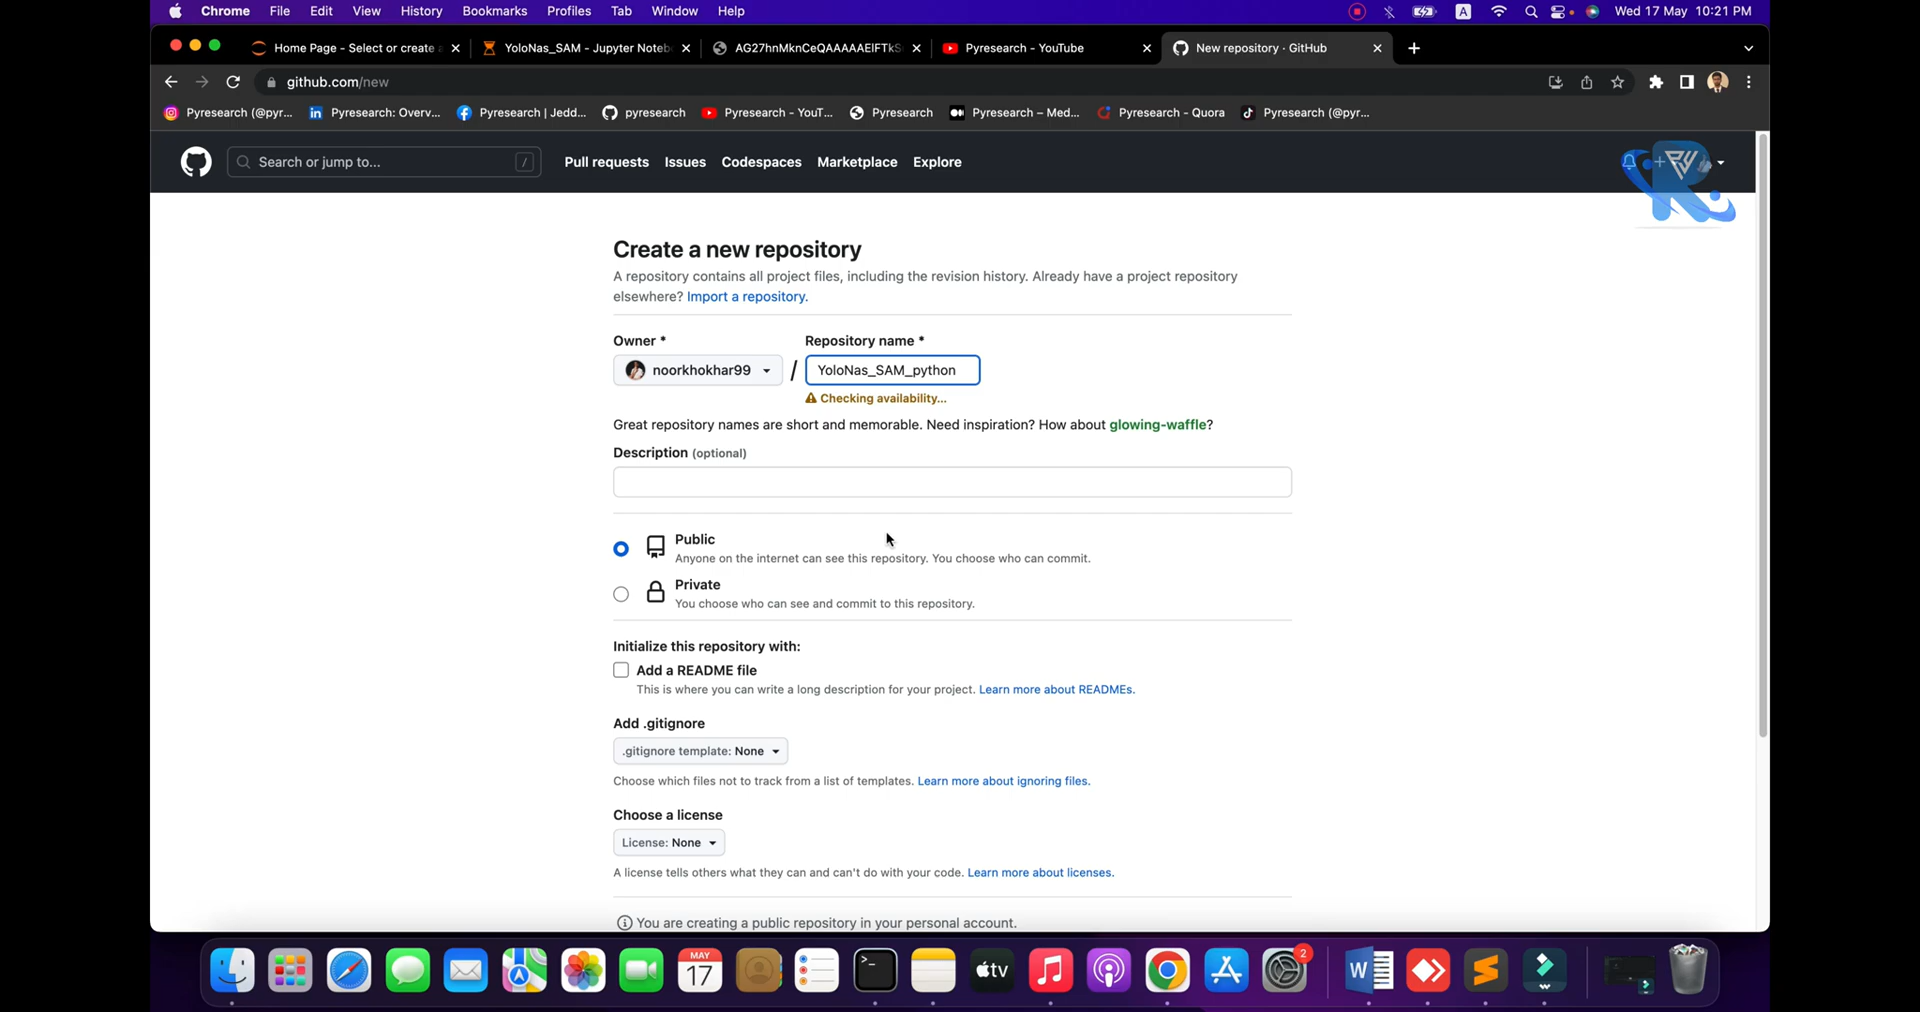 Chrome File Edit View History Bookmarks Profiles Tab Window Help A Wed 17 May 10:21 PM
Home Page - Select or create a YoloNas_SAM - Jupyter Noteb Pyresearch - YouTube New repository · GitHub
github.com/new
Pyresearch (@pyr... Pyresearch: Overv... Pyresearch | Jedd... pyresearch Pyresearch - YouT... Pyresearch Pyresearch – Med... Pyresearch - Quora Pyresearch (@pyr...
Search or jump to... / Pull requests Issues Codespaces Marketplace Explore
Create a new repository
A repository contains all project files, including the revision history. Already have a project repository
elsewhere? Import a repository.
Owner * Repository name *
noorkhokhar99 / YoloNas_SAM_python
Checking availability...
Great repository names are short and memorable. Need inspiration? How about glowing-waffle?
Description (optional)
Public
Anyone on the internet can see this repository. You choose who can commit.
Private
You choose who can see and commit to this repository.
Initialize this repository with:
Add a README file
This is where you can write a long description for your project. Learn more about READMEs.
Add .gitignore
.gitignore template: None
Choose which files not to track from a list of templates. Learn more about ignoring files.
Choose a license
License: None
A license tells others what they can and can't do with your code. Learn more about licenses.
You are creating a public repository in your personal account.
MAY
17
tv
2
W